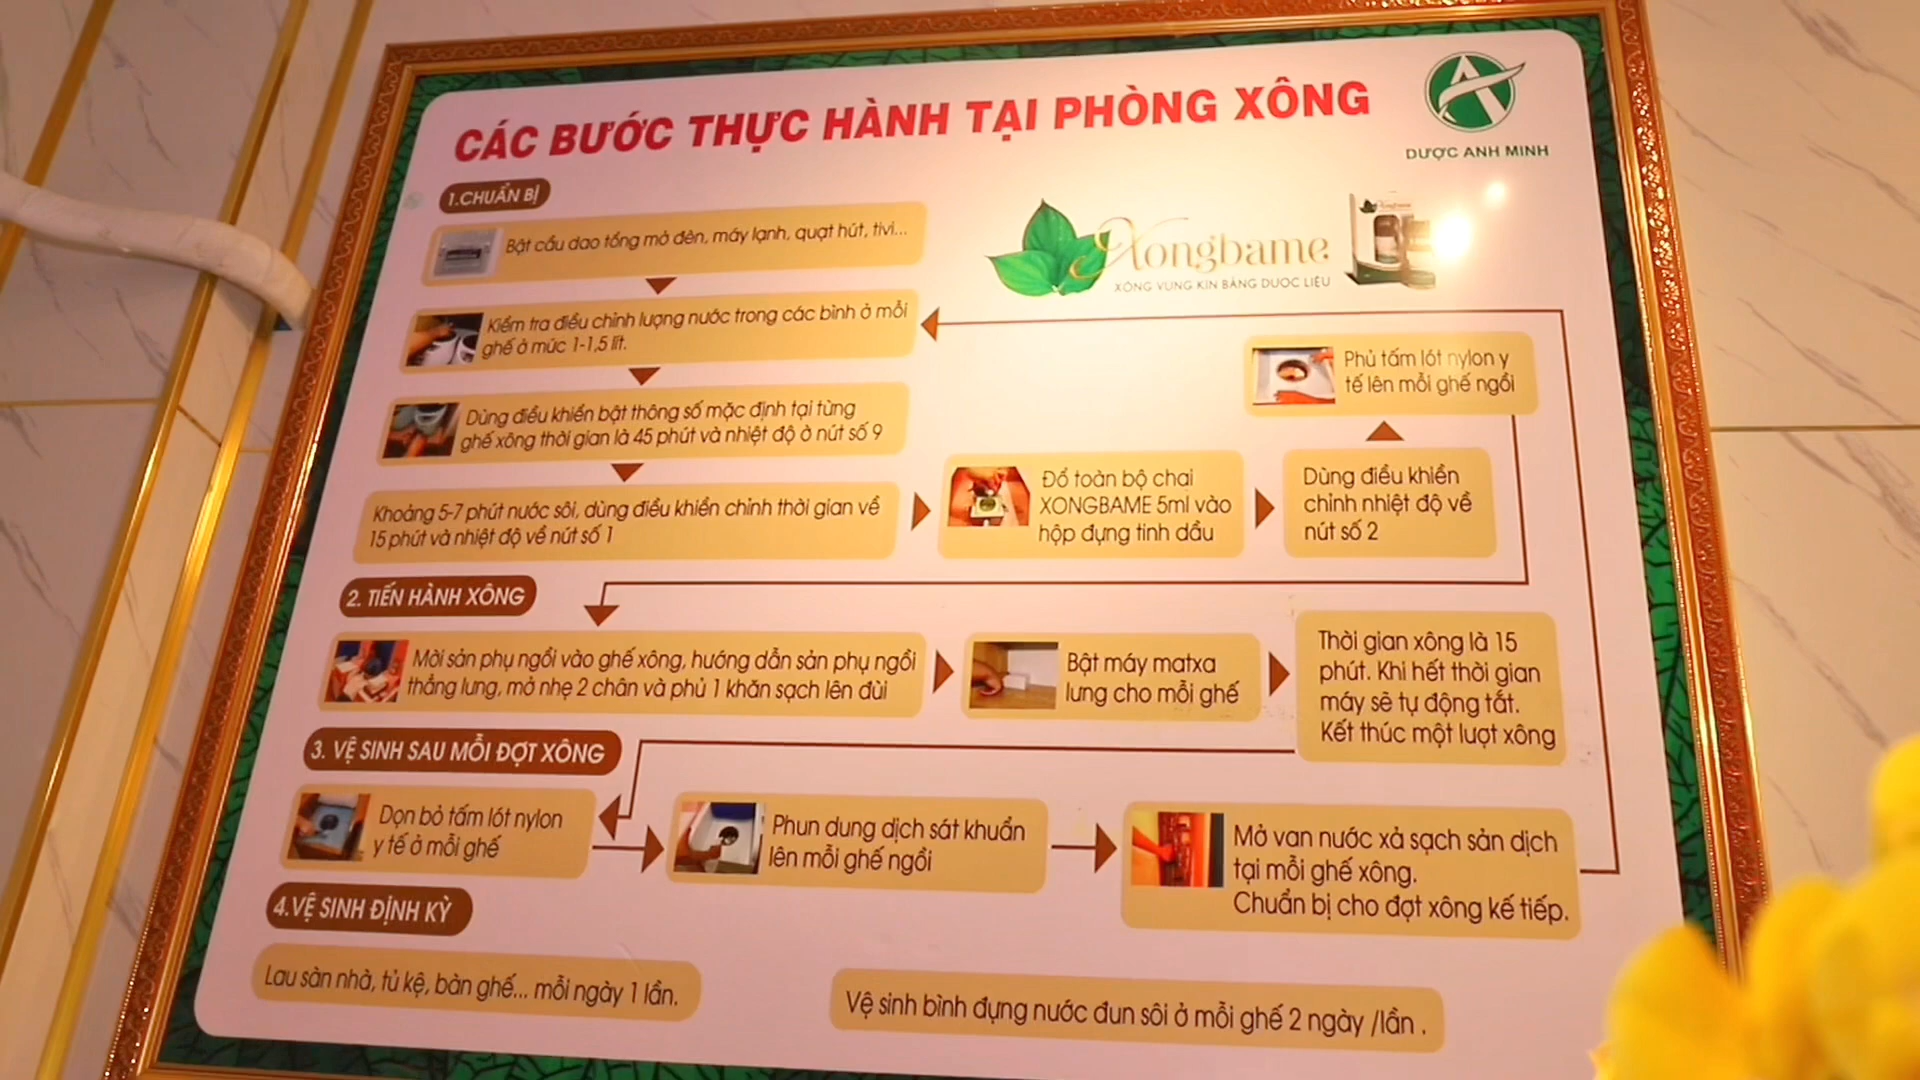 CÁC BƯỚC THỰC HÀNH TẠI PHÒNG XÔNG
DƯỢC ANH MINH
1.CHUẨN BỊ
Bật cầu dao tổng mở đèn, máy lạnh, quạt hút, tivi...
Xongbame
XÔNG VÙNG KÍN BẰNG DƯỢC LIỆU
Kiểm tra điều chỉnh lượng nước trong các bình ở mỗi
ghế ở mức 1-1,5 lít.
Dùng điều khiển bật thông số mặc định tại từng
ghế xông thời gian là 45 phút và nhiệt độ ở nút số 9
Khoảng 5-7 phút nước sôi, dùng điều khiển chỉnh thời gian về
15 phút và nhiệt độ về nút số 1
Đổ toàn bộ chai
XONGBAME 5ml vào
hộp đựng tinh dầu
Dùng điều khiển
chỉnh nhiệt độ về
nút số 2
Phủ tấm lót nylon y
tế lên mỗi ghế ngồi
2. TIẾN HÀNH XÔNG
Mời sản phụ ngồi vào ghế xông, hướng dẫn sản phụ ngồi
thẳng lưng, mở nhẹ 2 chân và phủ 1 khăn sạch lên đùi
Bật máy matxa
lưng cho mỗi ghế
Thời gian xông là 15
phút. Khi hết thời gian
máy sẽ tự động tắt.
Kết thúc một lượt xông
3. VỆ SINH SAU MỖI ĐỢT XÔNG
Dọn bỏ tấm lót nylon
y tế ở mỗi ghế
Phun dung dịch sát khuẩn
lên mỗi ghế ngồi
Mở van nước xả sạch sản dịch
tại mỗi ghế xông.
Chuẩn bị cho đợt xông kế tiếp.
4.VỆ SINH ĐỊNH KỲ
Lau sàn nhà, tủ kệ, bàn ghế... mỗi ngày 1 lần.
Vệ sinh bình đựng nước đun sôi ở mỗi ghế 2 ngày /lần .